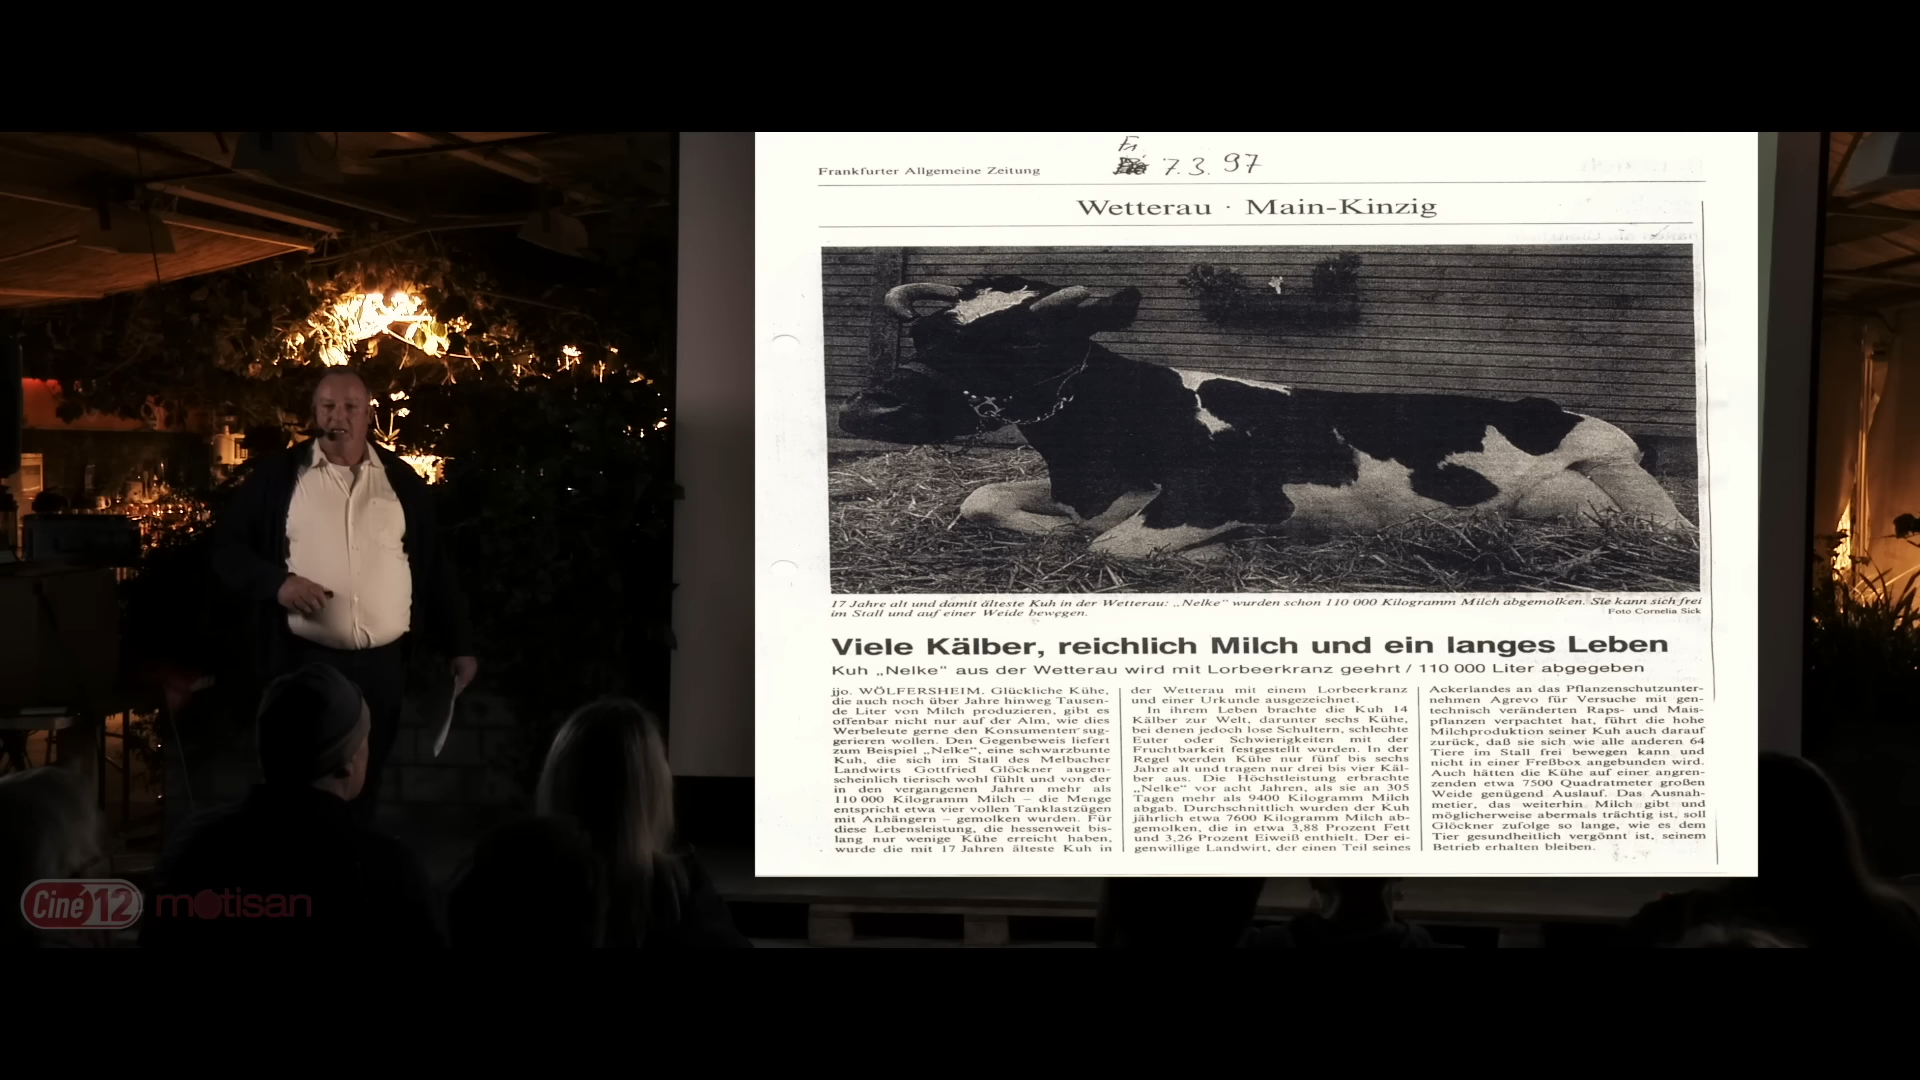 Frankfurter Allgemeine Zeitung
Fr
7.3.97
Wetterau · Main-Kinzig
17 Jahre alt und damit älteste Kuh in der Wetterau: „Nelke“ wurden schon 110 000 Kilogramm Milch abgemolken. Sie kann sich frei
im Stall und auf einer Weide bewegen.
Foto Cornelia Sick
Viele Kälber, reichlich Milch und ein langes Leben
Kuh „Nelke“ aus der Wetterau wird mit Lorbeerkranz geehrt / 110 000 Liter abgegeben
jjo. WÖLFERSHEIM. Glückliche Kühe,
die auch noch über Jahre hinweg Tausen-
de Liter von Milch produzieren, gibt es
offenbar nicht nur auf der Alm, wie dies
Werbeleute gerne den Konsumenten sug-
gerieren wollen. Den Gegenbeweis liefert
zum Beispiel „Nelke“, eine schwarzbunte
Kuh, die sich im Stall des Melbacher
Landwirts Gottfried Glöckner augen-
scheinlich tierisch wohl fühlt und von der
in den vergangenen Jahren mehr als
110 000 Kilogramm Milch – die Menge
entspricht etwa vier vollen Tanklastzügen
mit Anhängern – gemolken wurden. Für
diese Lebensleistung, die hessenweit bis-
lang nur wenige Kühe erreicht haben,
wurde die mit 17 Jahren älteste Kuh in
der Wetterau mit einem Lorbeerkranz
und einer Urkunde ausgezeichnet.
In ihrem Leben brachte die Kuh 14
Kälber zur Welt, darunter sechs Kühe,
bei denen jedoch lose Schultern, schlechte
Euter oder Schwierigkeiten mit der
Fruchtbarkeit festgestellt wurden. In der
Regel werden Kühe nur fünf bis sechs
Jahre alt und tragen nur drei bis vier Käl-
ber aus. Die Höchstleistung erbrachte
„Nelke“ vor acht Jahren, als sie an 305
Tagen mehr als 9400 Kilogramm Milch
abgab. Durchschnittlich wurden der Kuh
jährlich etwa 7600 Kilogramm Milch ab-
gemolken, die in etwa 3,88 Prozent Fett
und 3,26 Prozent Eiweiß enthielt. Der ei-
genwillige Landwirt, der einen Teil seines
Ackerlandes an das Pflanzenschutzunter-
nehmen Agrevo für Versuche mit gen-
technisch veränderten Raps- und Mais-
pflanzen verpachtet hat, führt die hohe
Milchproduktion seiner Kuh auch darauf
zurück, daß sie sich wie alle anderen 64
Tiere im Stall frei bewegen kann und
nicht in einer Freßbox angebunden wird.
Auch hätten die Kühe auf einer angren-
zenden etwa 7500 Quadratmeter großen
Weide genügend Auslauf. Das Ausnah-
metier, das weiterhin Milch gibt und
möglicherweise abermals trächtig ist, soll
Glöckner zufolge so lange, wie es dem
Tier gesundheitlich vergönnt ist, seinem
Betrieb erhalten bleiben.
Ciné 12 motisan